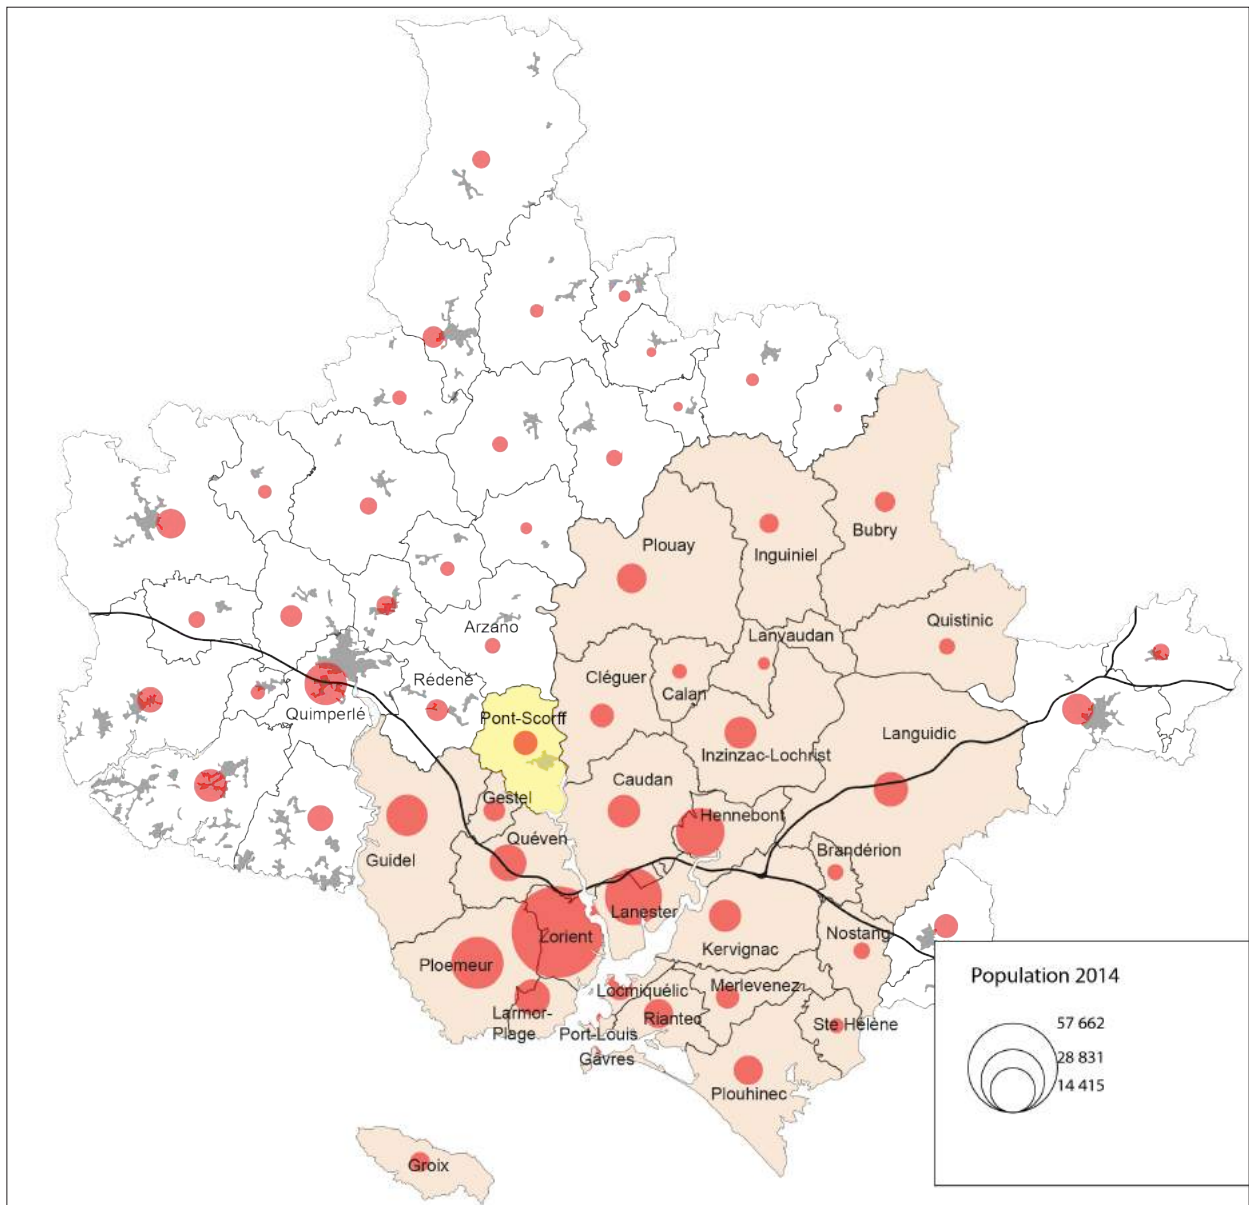 Plouay
Inguiniel
Bubry
Arzano
Lanvaudan
Quistinic
Rédené
Cléguer
Calan
Quimperlé
Pont-Scorff
Languidic
Inzinzac-Lochrist
Caudan
Gestel
Hennebont
Quéven
Guidel
Brandérion
Lanester
Lorient
Nostang
Kervignac
Ploemeur
Locmiquélic
Merlevenez
Larmor-
Plage
Riantec
Ste Hélène
Port-Louis
Gâvres
Plouhinec
Groix
Population 2014
57 662
28 831
14 415